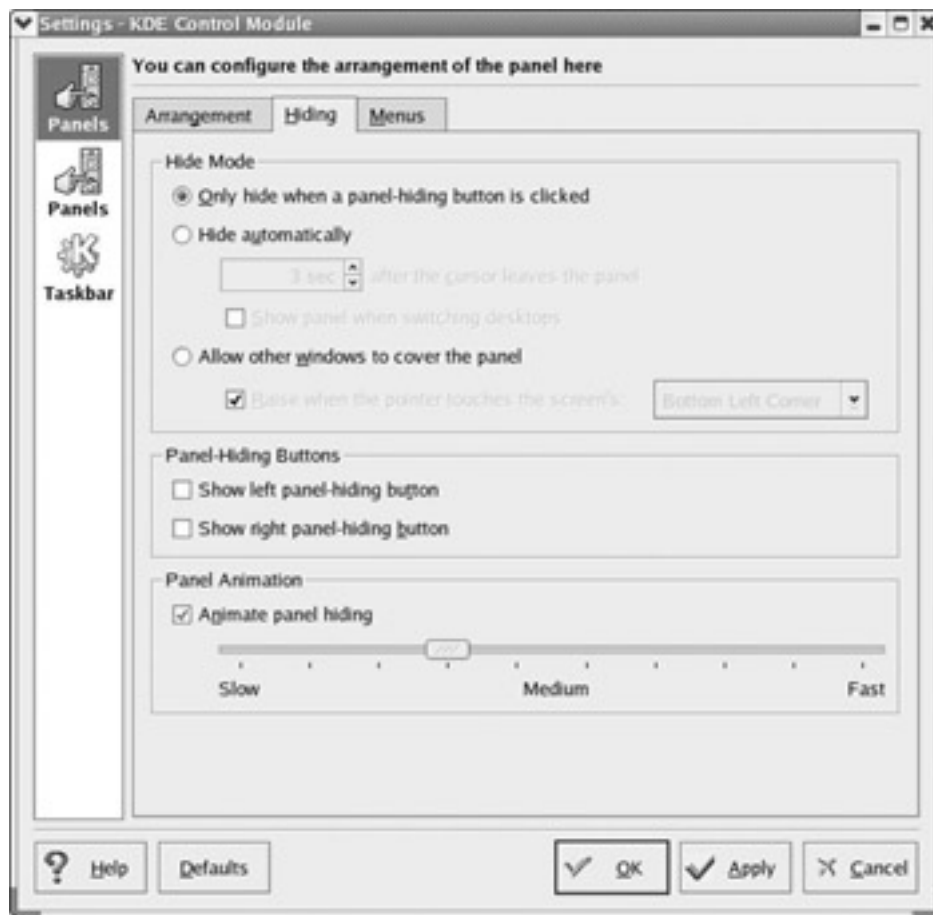 Settings - KDE Control Module
You can configure the arrangement of the panel here
Panels
Panels
Taskbar
Arrangement Hiding Menus
Hide Mode
Only hide when a panel-hiding button is clicked
Hide automatically
3 sec after the cursor leaves the panel
Show panel when switching desktops
Allow other windows to cover the panel
Raise when the pointer touches the screen's: Bottom Left Corner
Panel-Hiding Buttons
Show left panel-hiding button
Show right panel-hiding button
Panel Animation
Animate panel hiding
Slow Medium Fast
? Help Defaults OK Apply Cancel